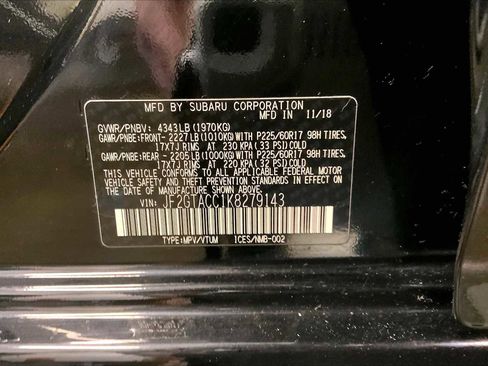 MFD BY SUBARU CORPORATION
MADE IN 11/18
GVWR/PNBV: 4343LB(1970KG)
GAWR/PNBE:FRONT- 2227LB(1010KG)WITH P225/60R17 98H TIRES,
17X7J RIMS AT 230 KPA(33 PSI)COLD
GAWR/PNBE:REAR - 2205LB(1000KG)WITH P225/60R17 98H TIRES,
17X7J RIMS AT 220 KPA(32 PSI)COLD
THIS VEHICLE CONFORMS TO ALL APPLICABLE
FEDERAL MOTOR VEHICLE SAFETY AND THEFT
PREVENTION STANDARDS IN EFFECT ON THE DATE
OF MANUFACTURE SHOWN ABOVE.
VIN: JF2GTACC1K8279143
TYPE:MPV/VTUM ICES/NMB-002